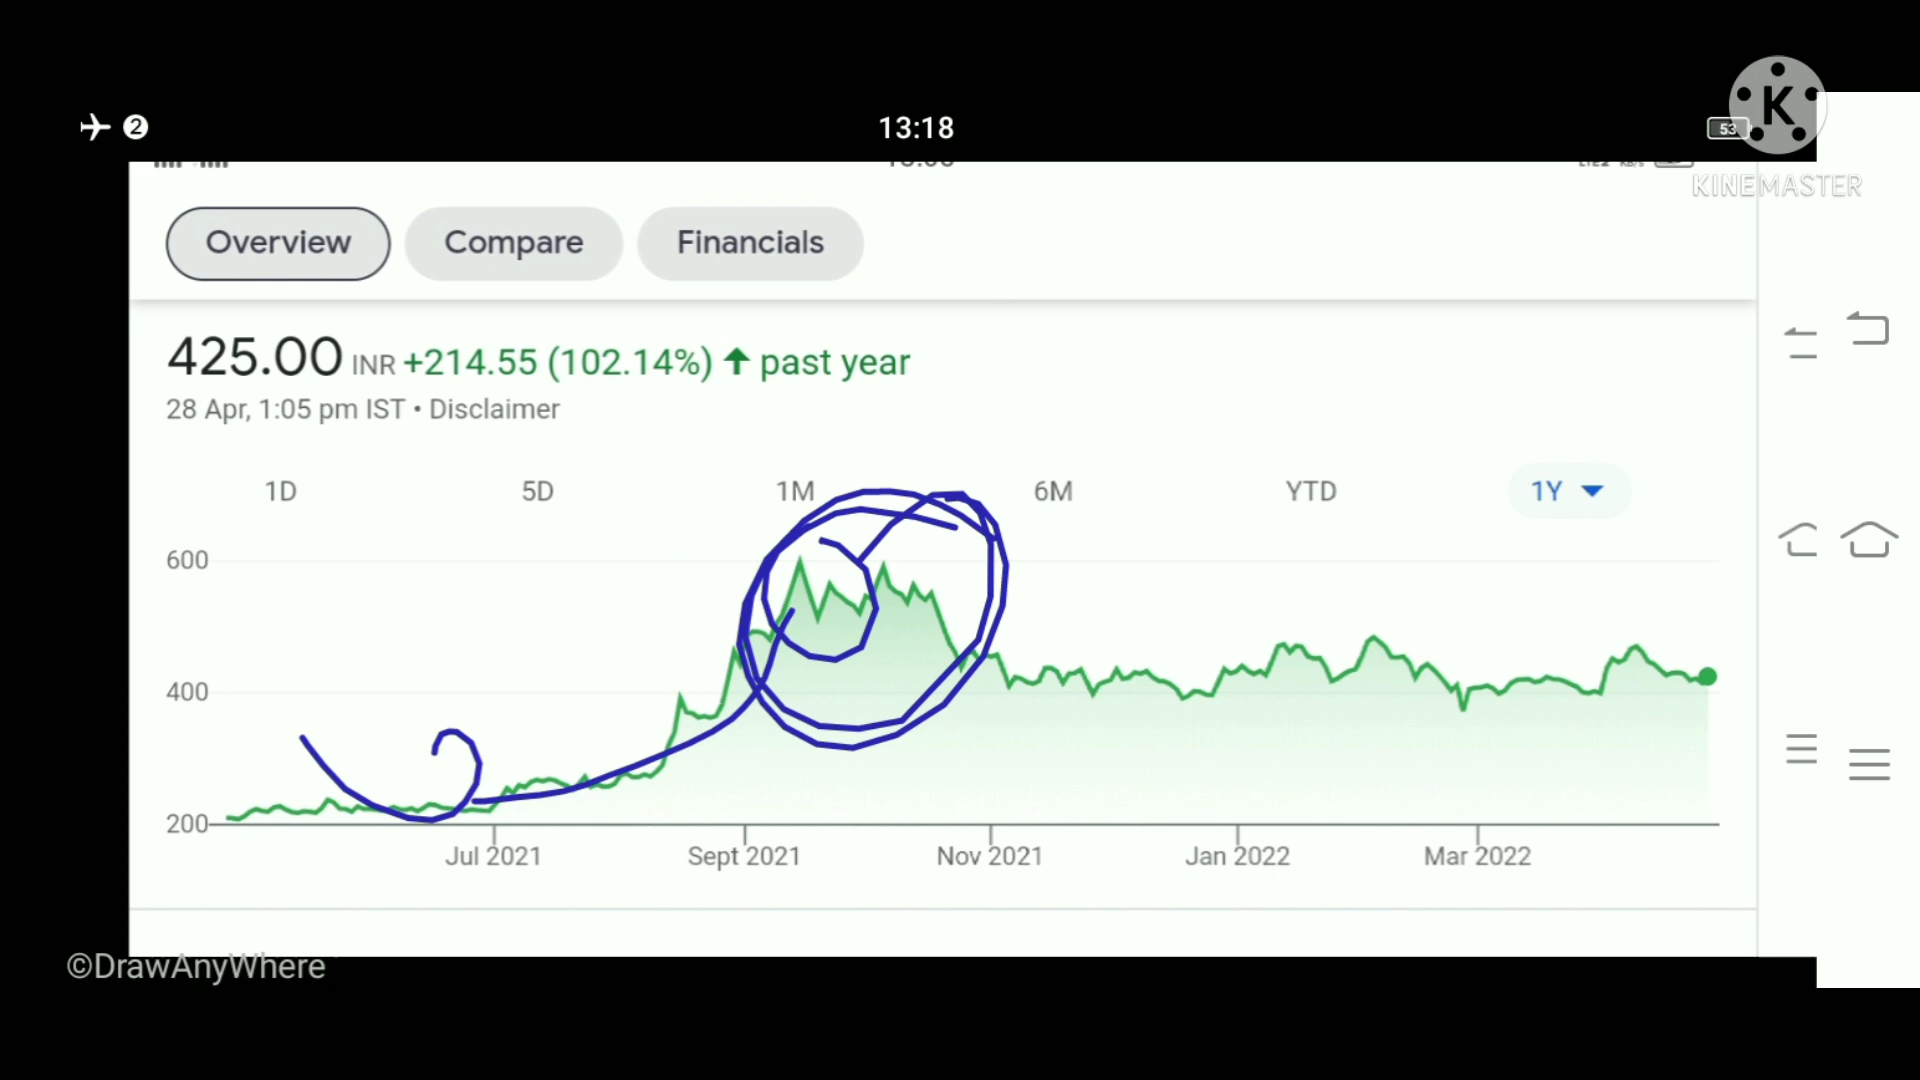 13:18
2
53
K
KINEMASTER
Overview Compare Financials
425.00 INR +214.55 (102.14%) ↑ past year
28 Apr, 1:05 pm IST • Disclaimer
1D 5D 1M 6M YTD 1Y
600
400
200
Jul 2021 Sept 2021 Nov 2021 Jan 2022 Mar 2022
©DrawAnyWhere